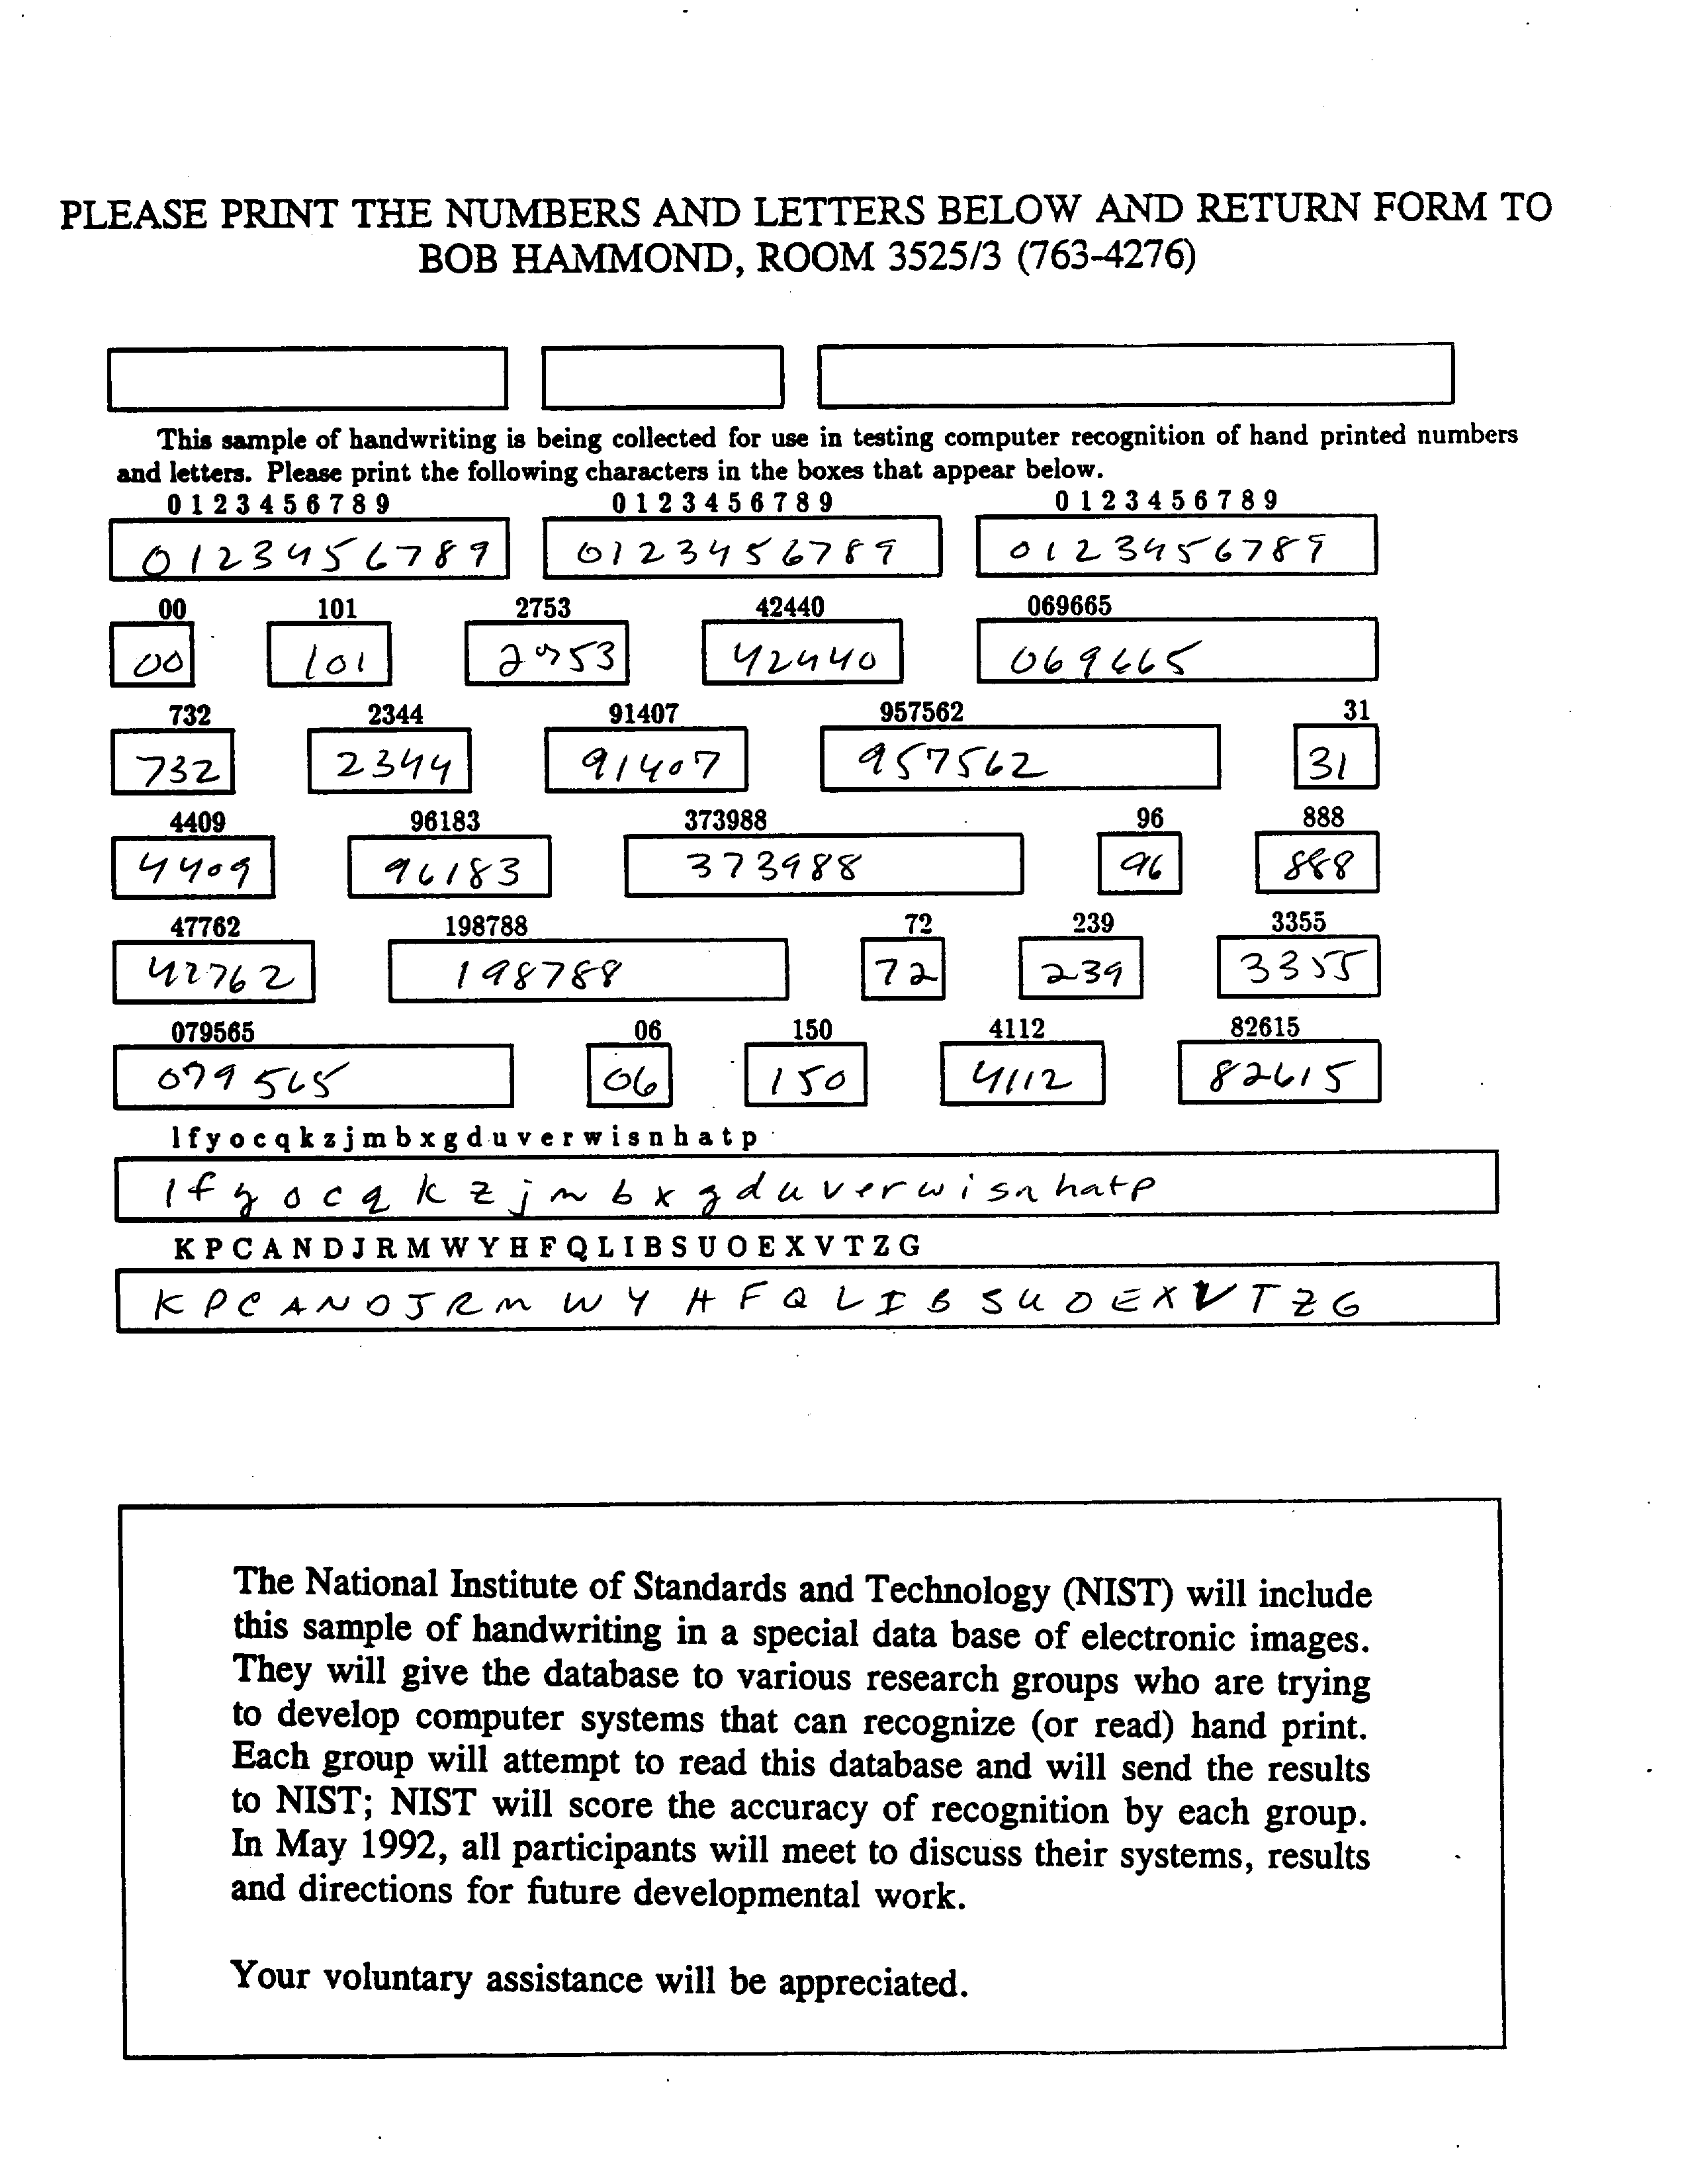 PLEASE PRINT THE NUMBERS AND LETTERS BELOW AND RETURN FORM TO
BOB HAMMOND, ROOM 3525/3 (763-4276)
This sample of handwriting is being collected for use in testing computer recognition of hand printed numbers
and letters. Please print the following characters in the boxes that appear below.
0 1 2 3 4 5 6 7 8 9 0 1 2 3 4 5 6 7 8 9 0 1 2 3 4 5 6 7 8 9
0123456789 0123456789 0123456789
00 101 2753 42440 069665
00 101 2753 42440 069665
732 2344 91407 957562 31
732 2344 91407 957562 31
4409 96183 373988 96 888
4409 96183 373988 96 888
47762 198788 72 239 3355
47762 198788 72 239 3355
079565 06 150 4112 82615
079565 06 150 4112 82615
l f y o c q k z j m b x g d u v e r w i s n h a t p
l f y o c q k z j m b x g d u v e r w i s n h a t p
K P C A N D J R M W Y H F Q L I B S U O E X V T Z G
K P C A N D J R M W Y H F Q L I B S U O E X V T Z G
The National Institute of Standards and Technology (NIST) will include
this sample of handwriting in a special data base of electronic images.
They will give the database to various research groups who are trying
to develop computer systems that can recognize (or read) hand print.
Each group will attempt to read this database and will send the results
to NIST; NIST will score the accuracy of recognition by each group.
In May 1992, all participants will meet to discuss their systems, results
and directions for future developmental work.
Your voluntary assistance will be appreciated.